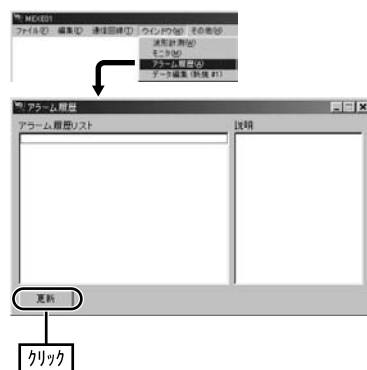 MEXE01
ファイル(F) 編集(E) 通信回線(T) ウインドウ(W) その他(O)
波形計測(W)
モニタ(M)
アラーム履歴(A)
データ編集 (新規 #1)
アラーム履歴
アラーム履歴リスト
説明
更新
クリック